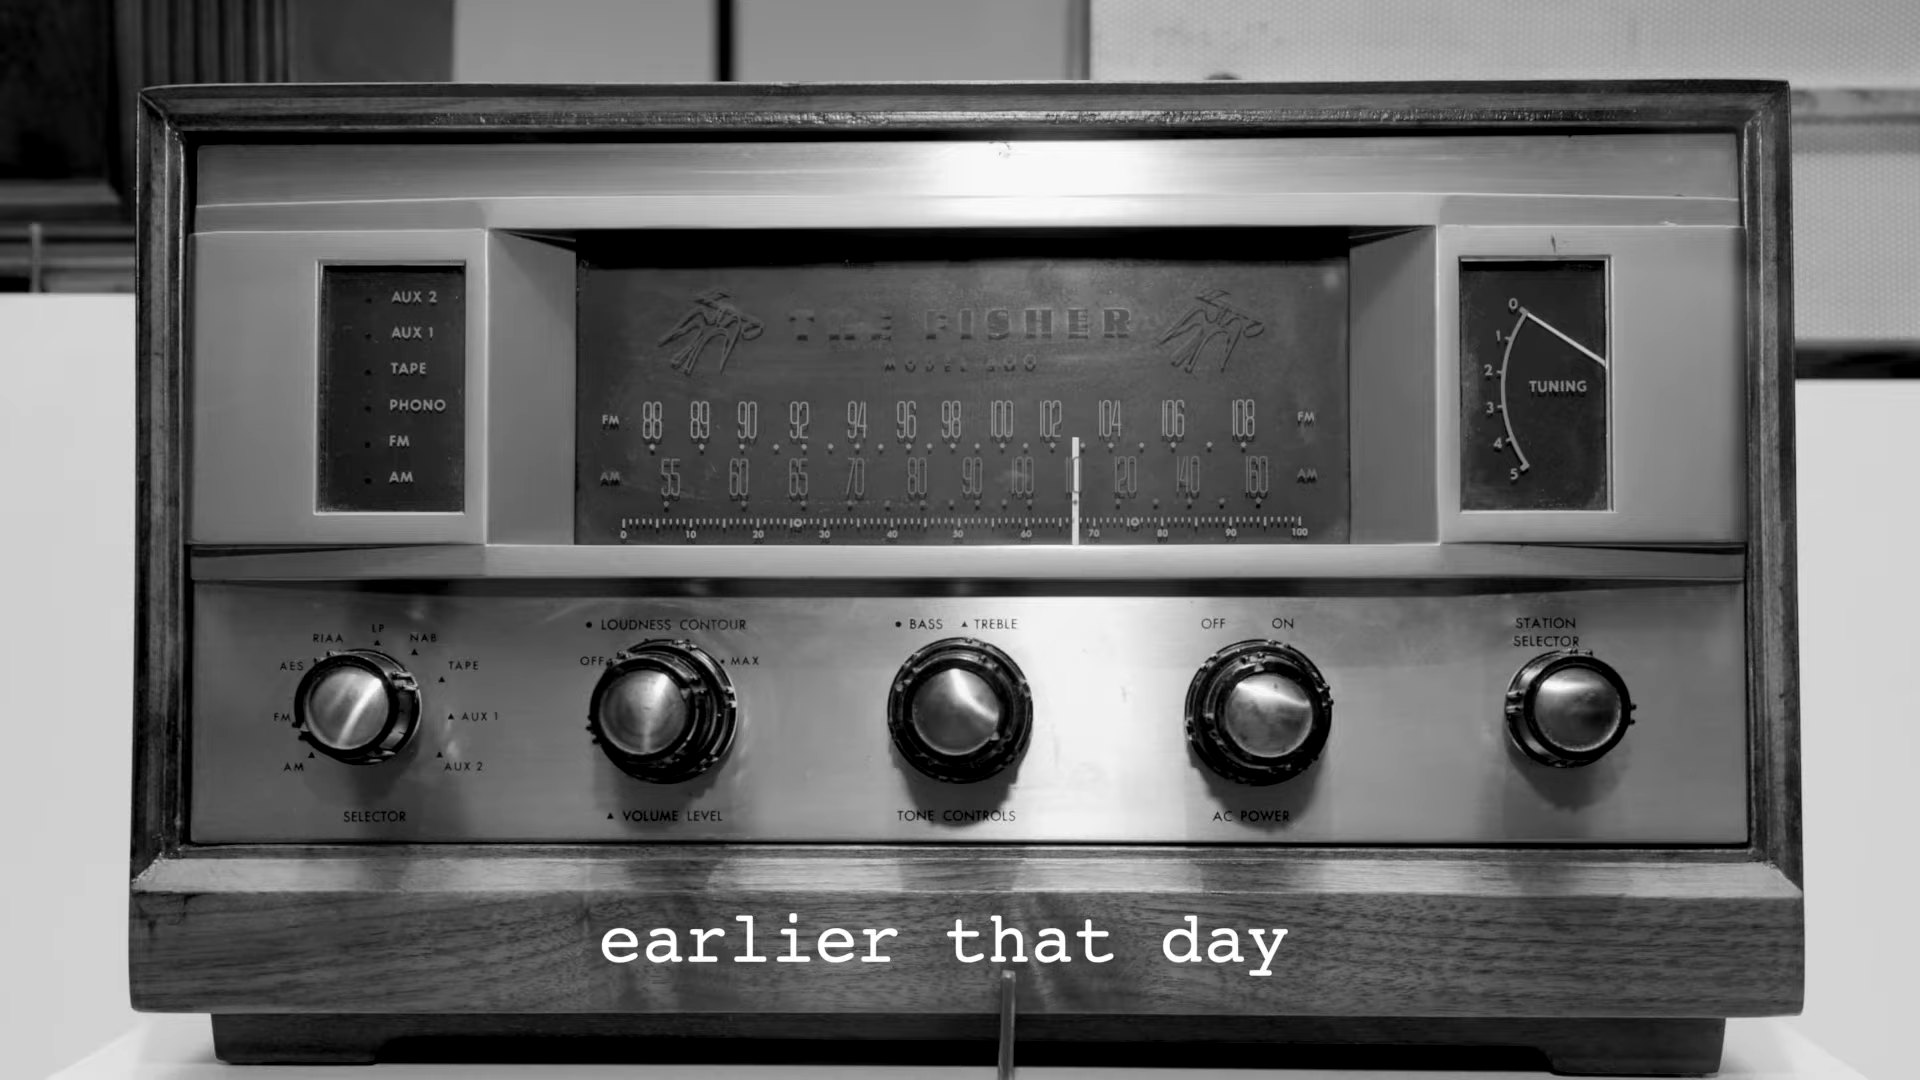 THE FISHER
AUX 2
AUX 1
TAPE
PHONO
FM
AM
FM 88 89 90 92 94 96 98 100 102 104 106 108 FM
AM 55 60 65 70 80 90 100 120 140 160 AM
0 10 20 30 40 50 60 70 80 90 100
0
1
2
TUNING
3
4
5
LOUDNESS CONTOUR
OFF
MAX
VOLUME LEVEL
BASS TREBLE
TONE CONTROLS
OFF ON
AC POWER
STATION
SELECTOR
LP
RIAA NAB
AES TAPE
FM AUX 1
AM AUX 2
SELECTOR
earlier that day